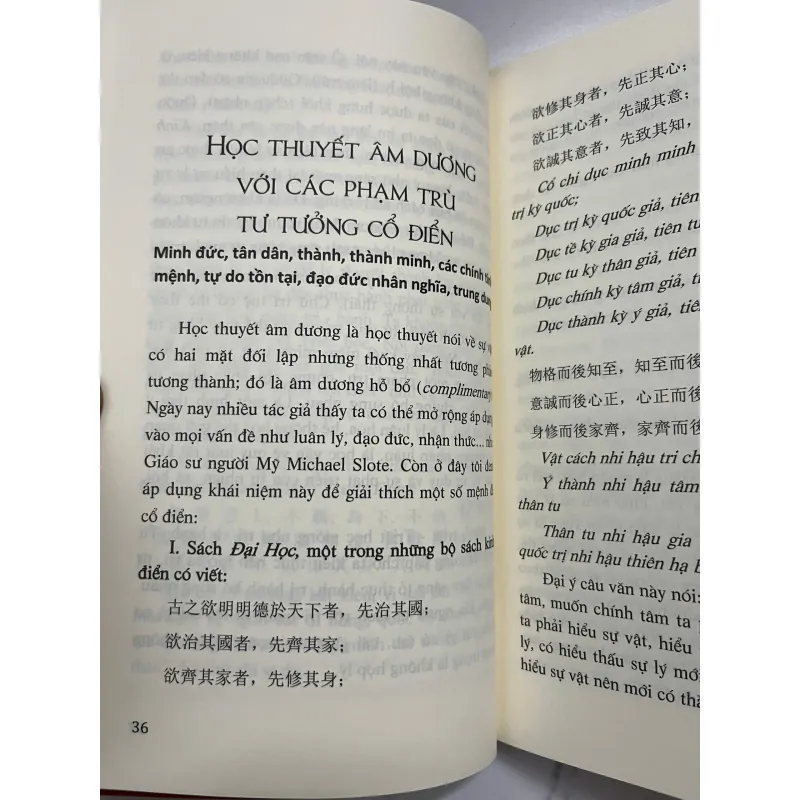 HỌC THUYẾT ÂM DƯƠNG
VỚI CÁC PHẠM TRÙ
TƯ TƯỞNG CỔ ĐIỂN
Minh đức, tân dân, thành, thành minh, các chính
mệnh, tự do tồn tại, đạo đức nhân nghĩa, trung dung
Học thuyết âm dương là học thuyết nói về sự
có hai mặt đối lập nhưng thống nhất tương
tương thành; đó là âm dương hỗ bổ (complimentary
Ngày nay nhiều tác giả thấy ta có thể mở rộng áp
vào mọi vấn đề như luân lý, đạo đức, nhận thức...
Giáo sư người Mỹ Michael Slote. Còn ở đây tôi
áp dụng khái niệm này để giải thích một số mệnh
cổ điển:
I. Sách Đại Học, một trong những bộ sách kinh
điển có viết:
古之欲明明德於天下者，先治其國；
欲治其國者，先齊其家；
欲齊其家者，先修其身；
36
欲修其身者，先正其心；
欲正其心者，先誠其意；
欲誠其意者，先致其知，
Cổ chi dục minh minh
trị kỳ quốc;
Dục trị kỳ quốc giả, tiên
Dục tề kỳ gia giả, tiên tu
Dục tu kỳ thân giả, tiên
Dục chính kỳ tâm giả, tiên
Dục thành kỳ ý giả, tiên
vật.
物格而後知至，知至而後
意誠而後心正，心正而後
身修而後家齊，家齊而後
Vật cách nhi hậu tri
Ý thành nhi hậu tâm
thân tu
Thân tu nhi hậu gia
quốc trị nhi hậu thiên hạ
Đại ý câu văn này nói:
tâm, muốn chính tâm ta
ta phải hiểu sự vật, hiểu
lý, có hiểu thấu sự lý mới
hiểu sự vật nên mới có